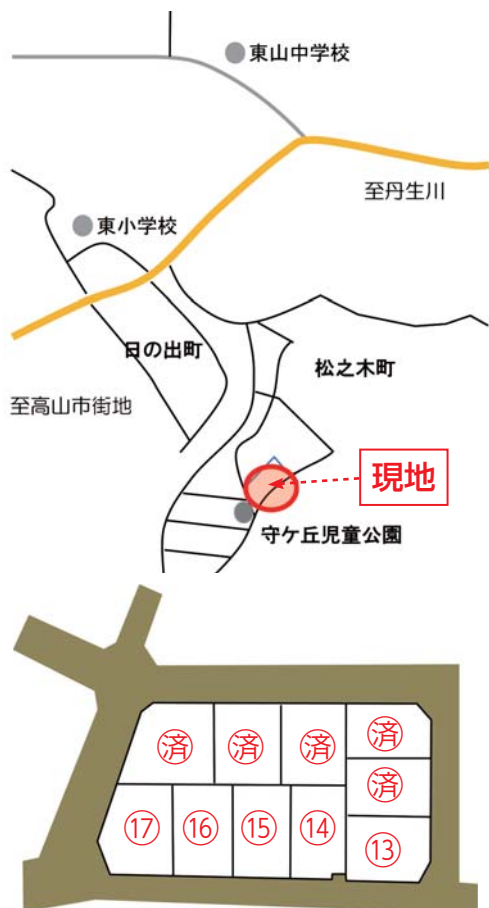 東山中学校
至丹生川
東小学校
日の出町
松之木町
至高山市街地
現地
守ケ丘児童公園
済 済 済 済
済
⑰ ⑯ ⑮ ⑭ ⑬